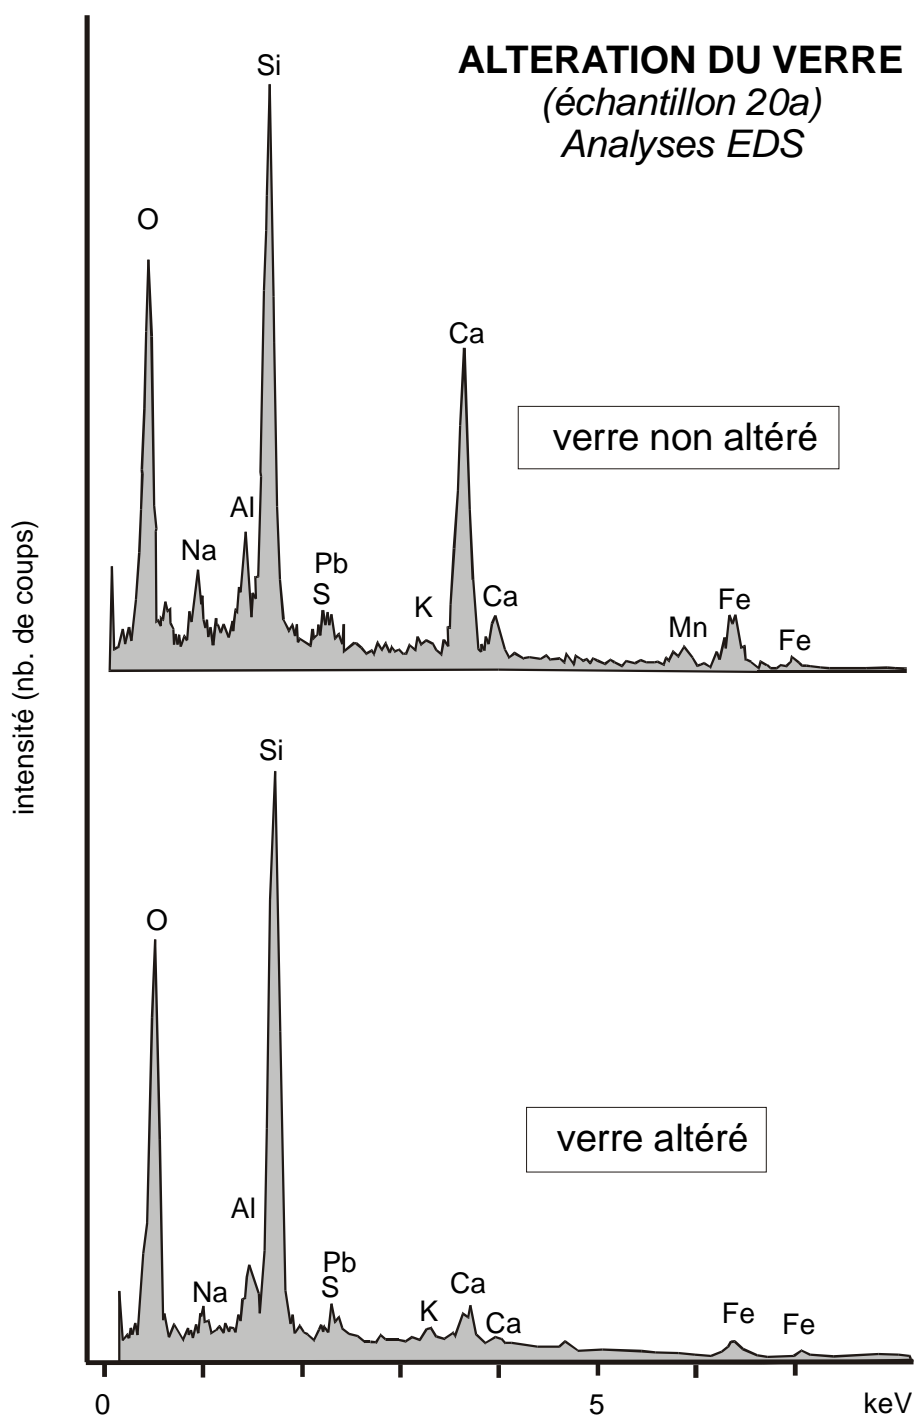 ALTERATION DU VERRE
(échantillon 20a)
Analyses EDS
Si
O
Ca
verre non altéré
Al
Na
Pb
S
K
Ca
Mn
Fe
Fe
intensité (nb. de coups)
Si
O
verre altéré
Al
Na
Pb
S
K
Ca
Ca
Fe
Fe
0
5
keV